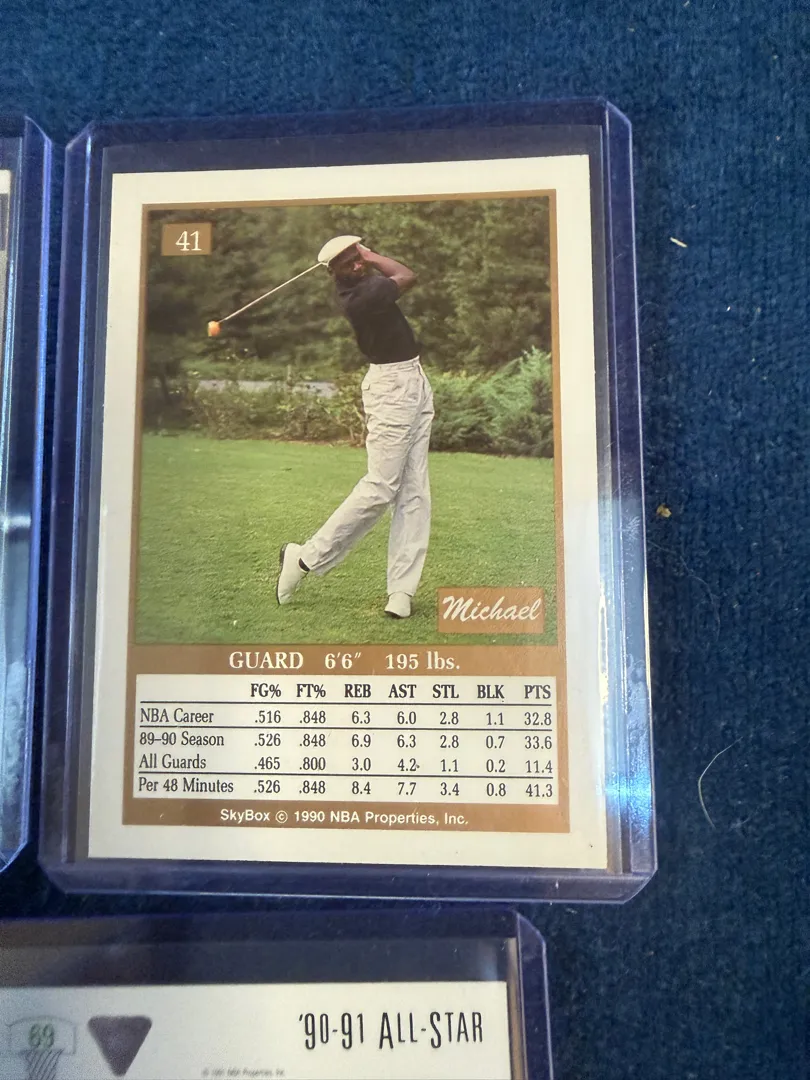 41
Michael
GUARD 6'6" 195 lbs.
FG% FT% REB AST STL BLK PTS
NBA Career .516 .848 6.3 6.0 2.8 1.1 32.8
89–90 Season .526 .848 6.9 6.3 2.8 0.7 33.6
All Guards .465 .800 3.0 4.2 1.1 0.2 11.4
Per 48 Minutes .526 .848 8.4 7.7 3.4 0.8 41.3
SkyBox © 1990 NBA Properties, Inc.
'90-91 ALL-STAR
69
NBA Properties, Inc.